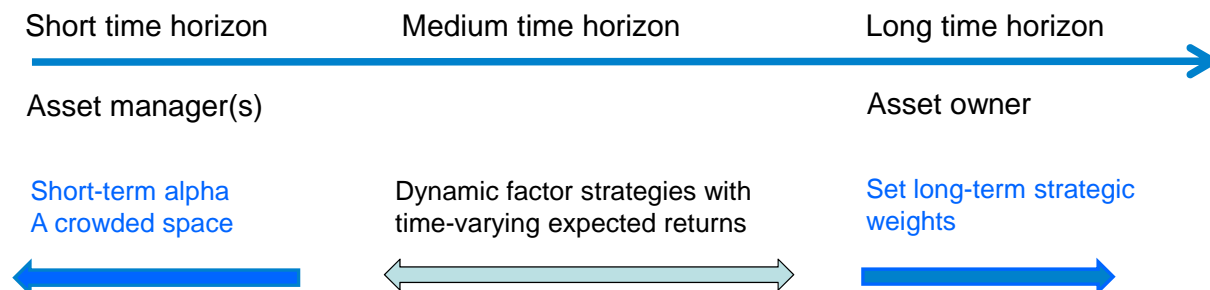 Short time horizon
Medium time horizon
Long time horizon
Asset manager(s)
Asset owner
Short-term alpha
A crowded space
Dynamic factor strategies with
time-varying expected returns
Set long-term strategic
weights